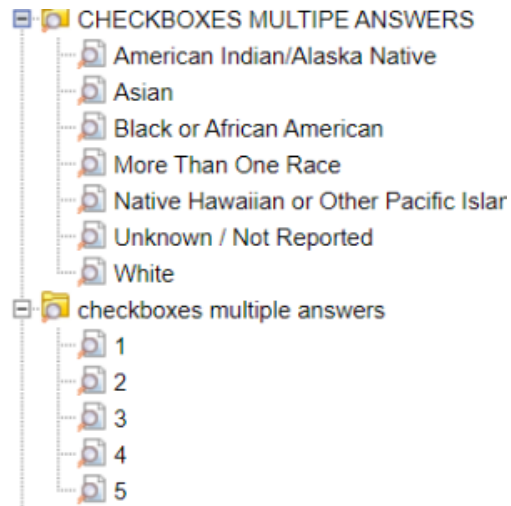 CHECKBOXES MULTIPE ANSWERS
American Indian/Alaska Native
Asian
Black or African American
More Than One Race
Native Hawaiian or Other Pacific Islar
Unknown / Not Reported
White
checkboxes multiple answers
1
2
3
4
5